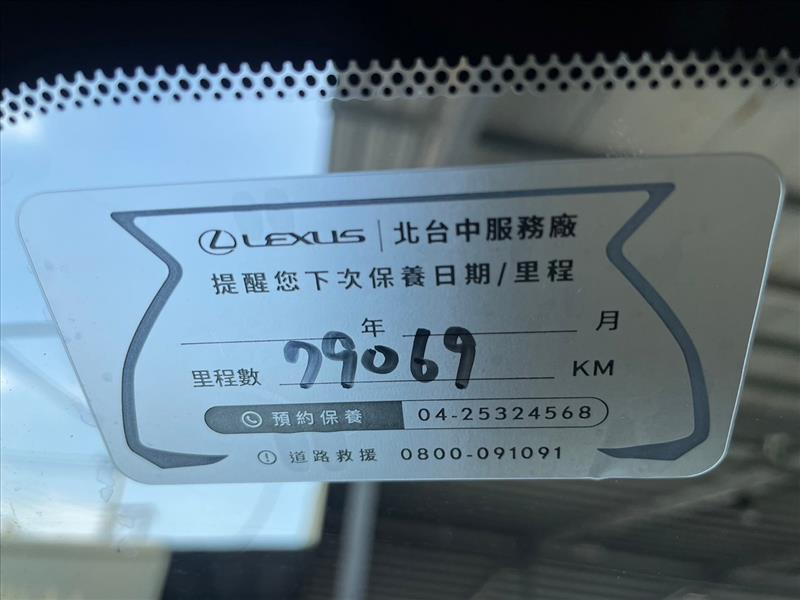 LEXUS | 北台中服務廠
提醒您下次保養日期/里程
年 月
里程數 79069 KM
預約保養 04-25324568
道路救援 0800-091091